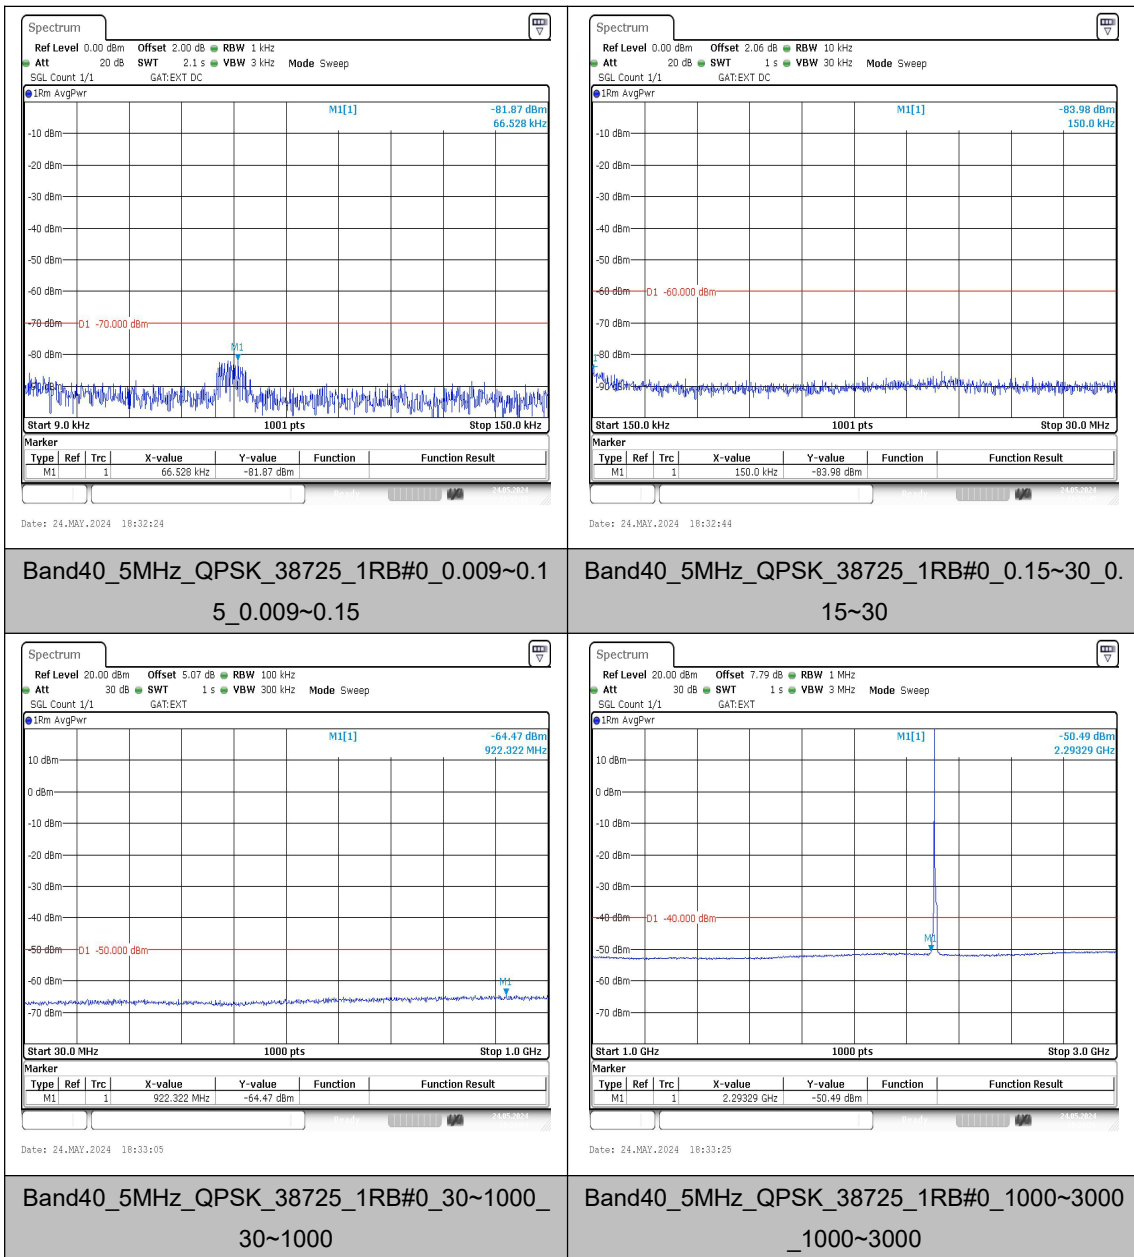 Spectrum
Ref Level 0.00 dBm Offset 2.00 dB RBW 1 kHz
Att 20 dB SWT 2.1 s VBW 3 kHz Mode Sweep
SGL Count 1/1 GAT:EXT DC
1Rm AvgPwr
M1[1] -81.87 dBm
66.528 kHz
-10 dBm
-20 dBm
-30 dBm
-40 dBm
-50 dBm
-60 dBm
-70 dBm D1 -70.000 dBm
M1
-80 dBm
-90 dBm
Start 9.0 kHz 1001 pts Stop 150.0 kHz
Marker
Type Ref Trc X-value Y-value Function Function Result
M1 1 66.528 kHz -81.87 dBm
Ready 24.05.2024
Date: 24.MAY.2024 18:32:24
Band40_5MHz_QPSK_38725_1RB#0_0.009~0.1
5_0.009~0.15
Spectrum
Ref Level 0.00 dBm Offset 2.06 dB RBW 10 kHz
Att 20 dB SWT 1 s VBW 30 kHz Mode Sweep
SGL Count 1/1 GAT:EXT DC
1Rm AvgPwr
M1[1] -83.98 dBm
150.0 kHz
-10 dBm
-20 dBm
-30 dBm
-40 dBm
-50 dBm
-60 dBm D1 -60.000 dBm
-70 dBm
-80 dBm
-90 dBm
Start 150.0 kHz 1001 pts Stop 30.0 MHz
Marker
Type Ref Trc X-value Y-value Function Function Result
M1 1 150.0 kHz -83.98 dBm
Ready 24.05.2024
Date: 24.MAY.2024 18:32:44
Band40_5MHz_QPSK_38725_1RB#0_0.15~30_0.
15~30
Spectrum
Ref Level 20.00 dBm Offset 5.07 dB RBW 100 kHz
Att 30 dB SWT 1 s VBW 300 kHz Mode Sweep
SGL Count 1/1 GAT:EXT
1Rm AvgPwr
M1[1] -64.47 dBm
922.322 MHz
10 dBm
0 dBm
-10 dBm
-20 dBm
-30 dBm
-40 dBm
-50 dBm D1 -50.000 dBm
-60 dBm
M1
-70 dBm
Start 30.0 MHz 1000 pts Stop 1.0 GHz
Marker
Type Ref Trc X-value Y-value Function Function Result
M1 1 922.322 MHz -64.47 dBm
Ready 24.05.2024
Date: 24.MAY.2024 18:33:05
Band40_5MHz_QPSK_38725_1RB#0_30~1000_
30~1000
Spectrum
Ref Level 20.00 dBm Offset 7.79 dB RBW 1 MHz
Att 30 dB SWT 1 s VBW 3 MHz Mode Sweep
SGL Count 1/1 GAT:EXT
1Rm AvgPwr
M1[1] -50.49 dBm
2.29329 GHz
10 dBm
0 dBm
-10 dBm
-20 dBm
-30 dBm
-40 dBm D1 -40.000 dBm
M1
-50 dBm
-60 dBm
-70 dBm
Start 1.0 GHz 1000 pts Stop 3.0 GHz
Marker
Type Ref Trc X-value Y-value Function Function Result
M1 1 2.29329 GHz -50.49 dBm
24.05.2024
Date: 24.MAY.2024 18:33:25
Band40_5MHz_QPSK_38725_1RB#0_1000~3000
_1000~3000